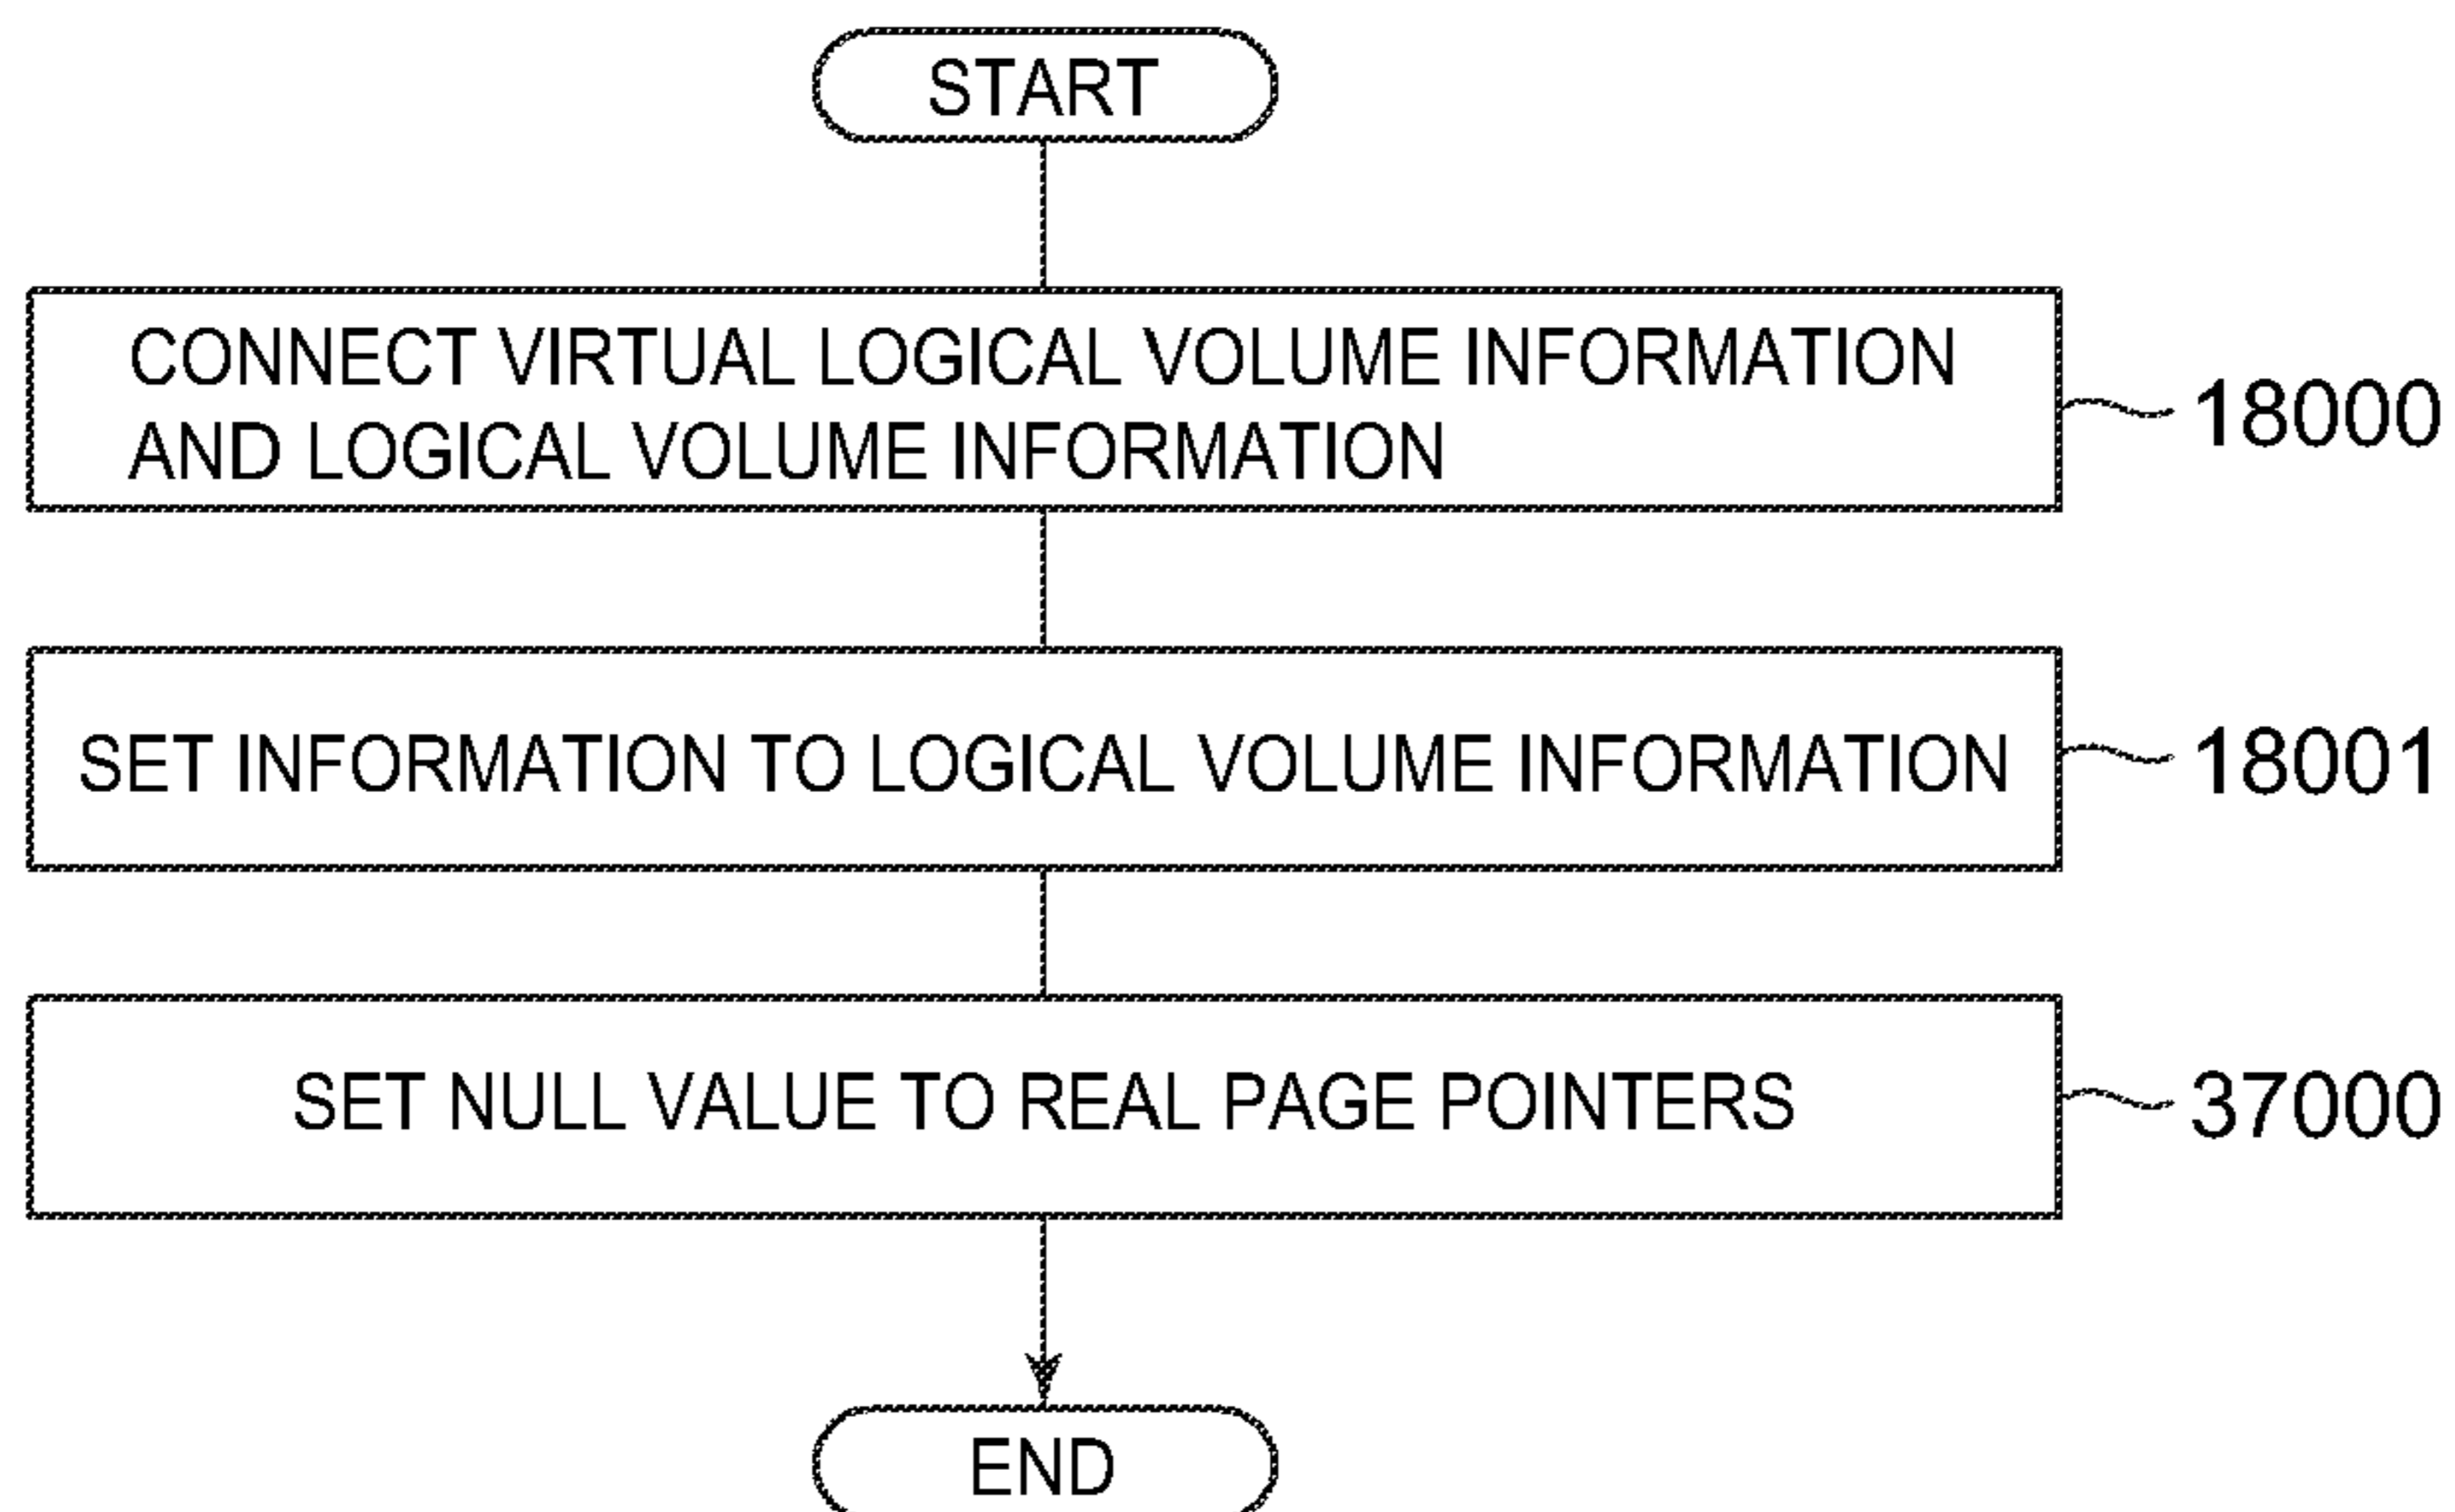 START
CONNECT VIRTUAL LOGICAL VOLUME INFORMATION
AND LOGICAL VOLUME INFORMATION
18000
SET INFORMATION TO LOGICAL VOLUME INFORMATION
18001
SET NULL VALUE TO REAL PAGE POINTERS
37000
END